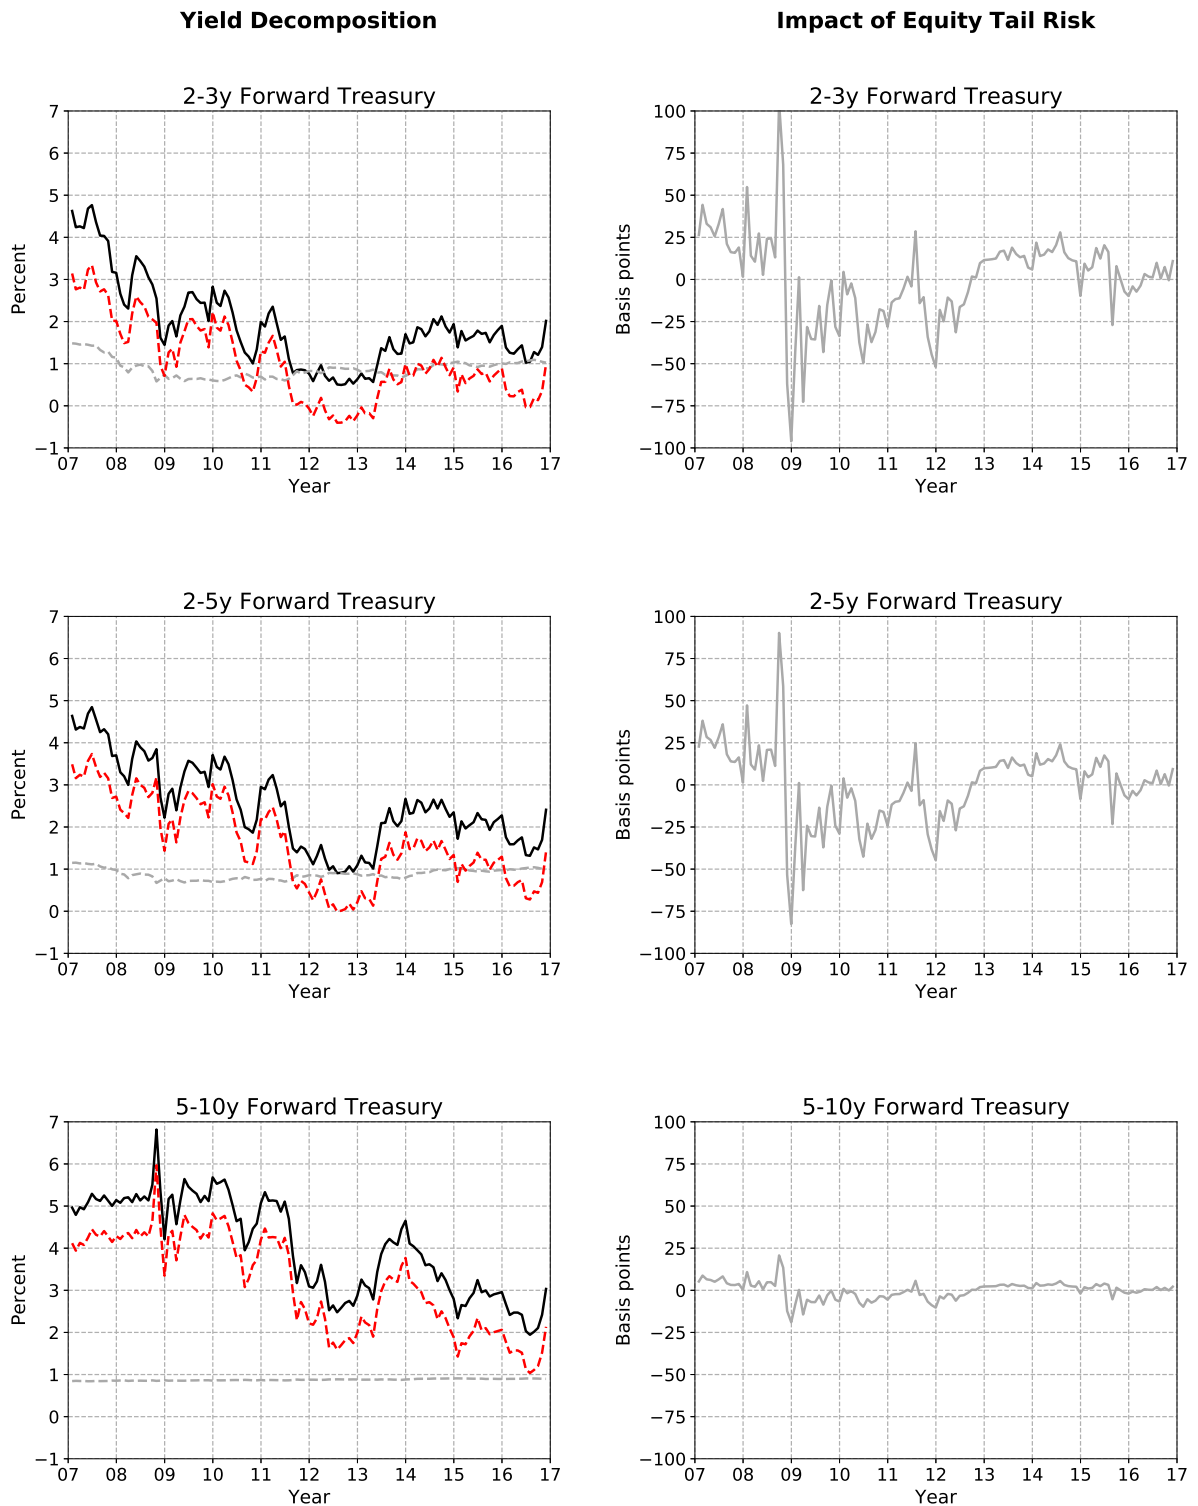 Yield Decomposition
Impact of Equity Tail Risk
2-3y Forward Treasury
7
6
5
4
3
2
1
0
−1
Percent
07 08 09 10 11 12 13 14 15 16 17
Year
2-3y Forward Treasury
100
75
50
25
0
−25
−50
−75
−100
Basis points
07 08 09 10 11 12 13 14 15 16 17
Year
2-5y Forward Treasury
7
6
5
4
3
2
1
0
−1
Percent
07 08 09 10 11 12 13 14 15 16 17
Year
2-5y Forward Treasury
100
75
50
25
0
−25
−50
−75
−100
Basis points
07 08 09 10 11 12 13 14 15 16 17
Year
5-10y Forward Treasury
7
6
5
4
3
2
1
0
−1
Percent
07 08 09 10 11 12 13 14 15 16 17
Year
5-10y Forward Treasury
100
75
50
25
0
−25
−50
−75
−100
Basis points
07 08 09 10 11 12 13 14 15 16 17
Year